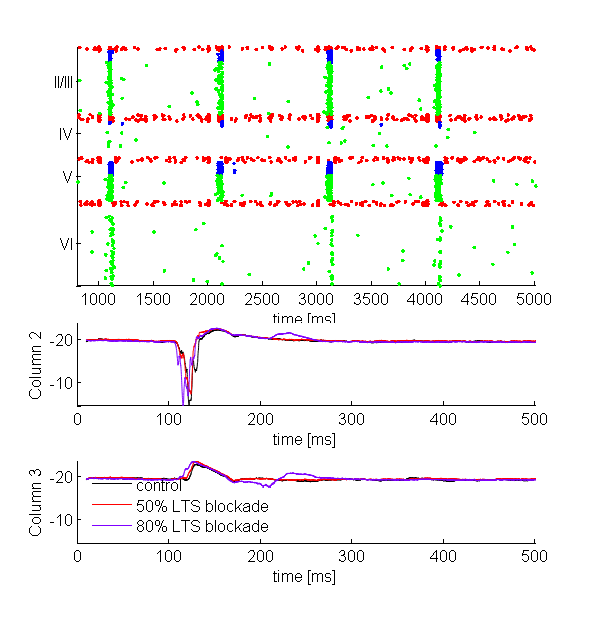 II/III
IV
V
VI
1000 1500 2000 2500 3000 3500 4000 4500 5000
time [ms]
Column 2
-20
-10
0 100 200 300 400 500
time [ms]
Column 3
-20
-10
control
50% LTS blockade
80% LTS blockade
0 100 200 300 400 500
time [ms]